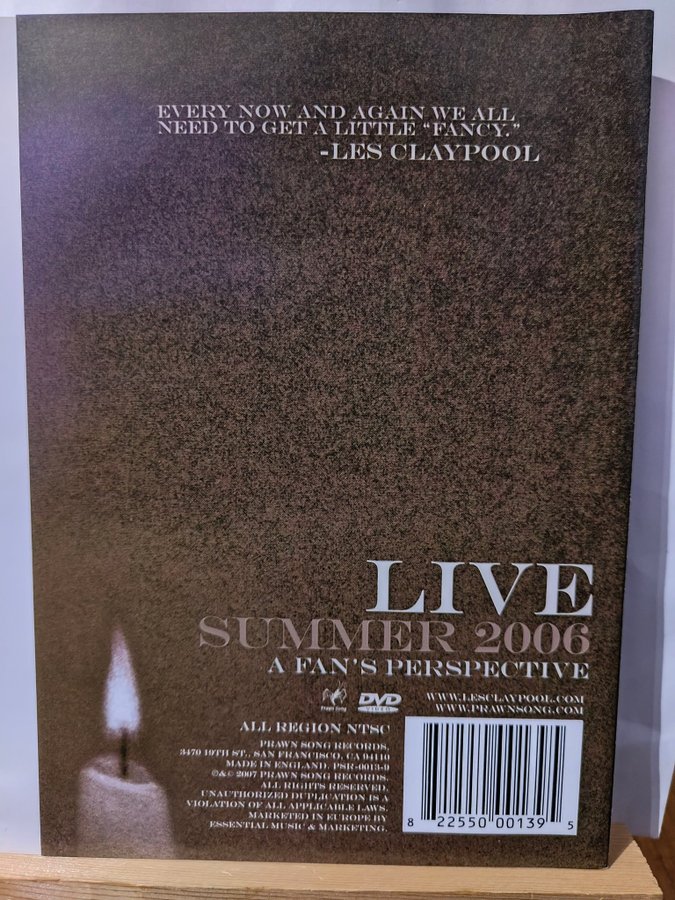 EVERY NOW AND AGAIN WE ALL
NEED TO GET A LITTLE “FANCY.”
-LES CLAYPOOL
LIVE
SUMMER 2006
A FAN'S PERSPECTIVE
Prawn Song
DVD
VIDEO
WWW.LESCLAYPOOL.COM
WWW.PRAWNSONG.COM
ALL REGION NTSC
PRAWN SONG RECORDS.
3470 19TH ST., SAN FRANCISCO, CA 94110
MADE IN ENGLAND. PSR-0013-9
℗&© 2007 PRAWN SONG RECORDS.
ALL RIGHTS RESERVED.
UNAUTHORIZED DUPLICATION IS A
VIOLATION OF ALL APPLICABLE LAWS.
MARKETED IN EUROPE BY
ESSENTIAL MUSIC & MARKETING.
8 22550 00139 5